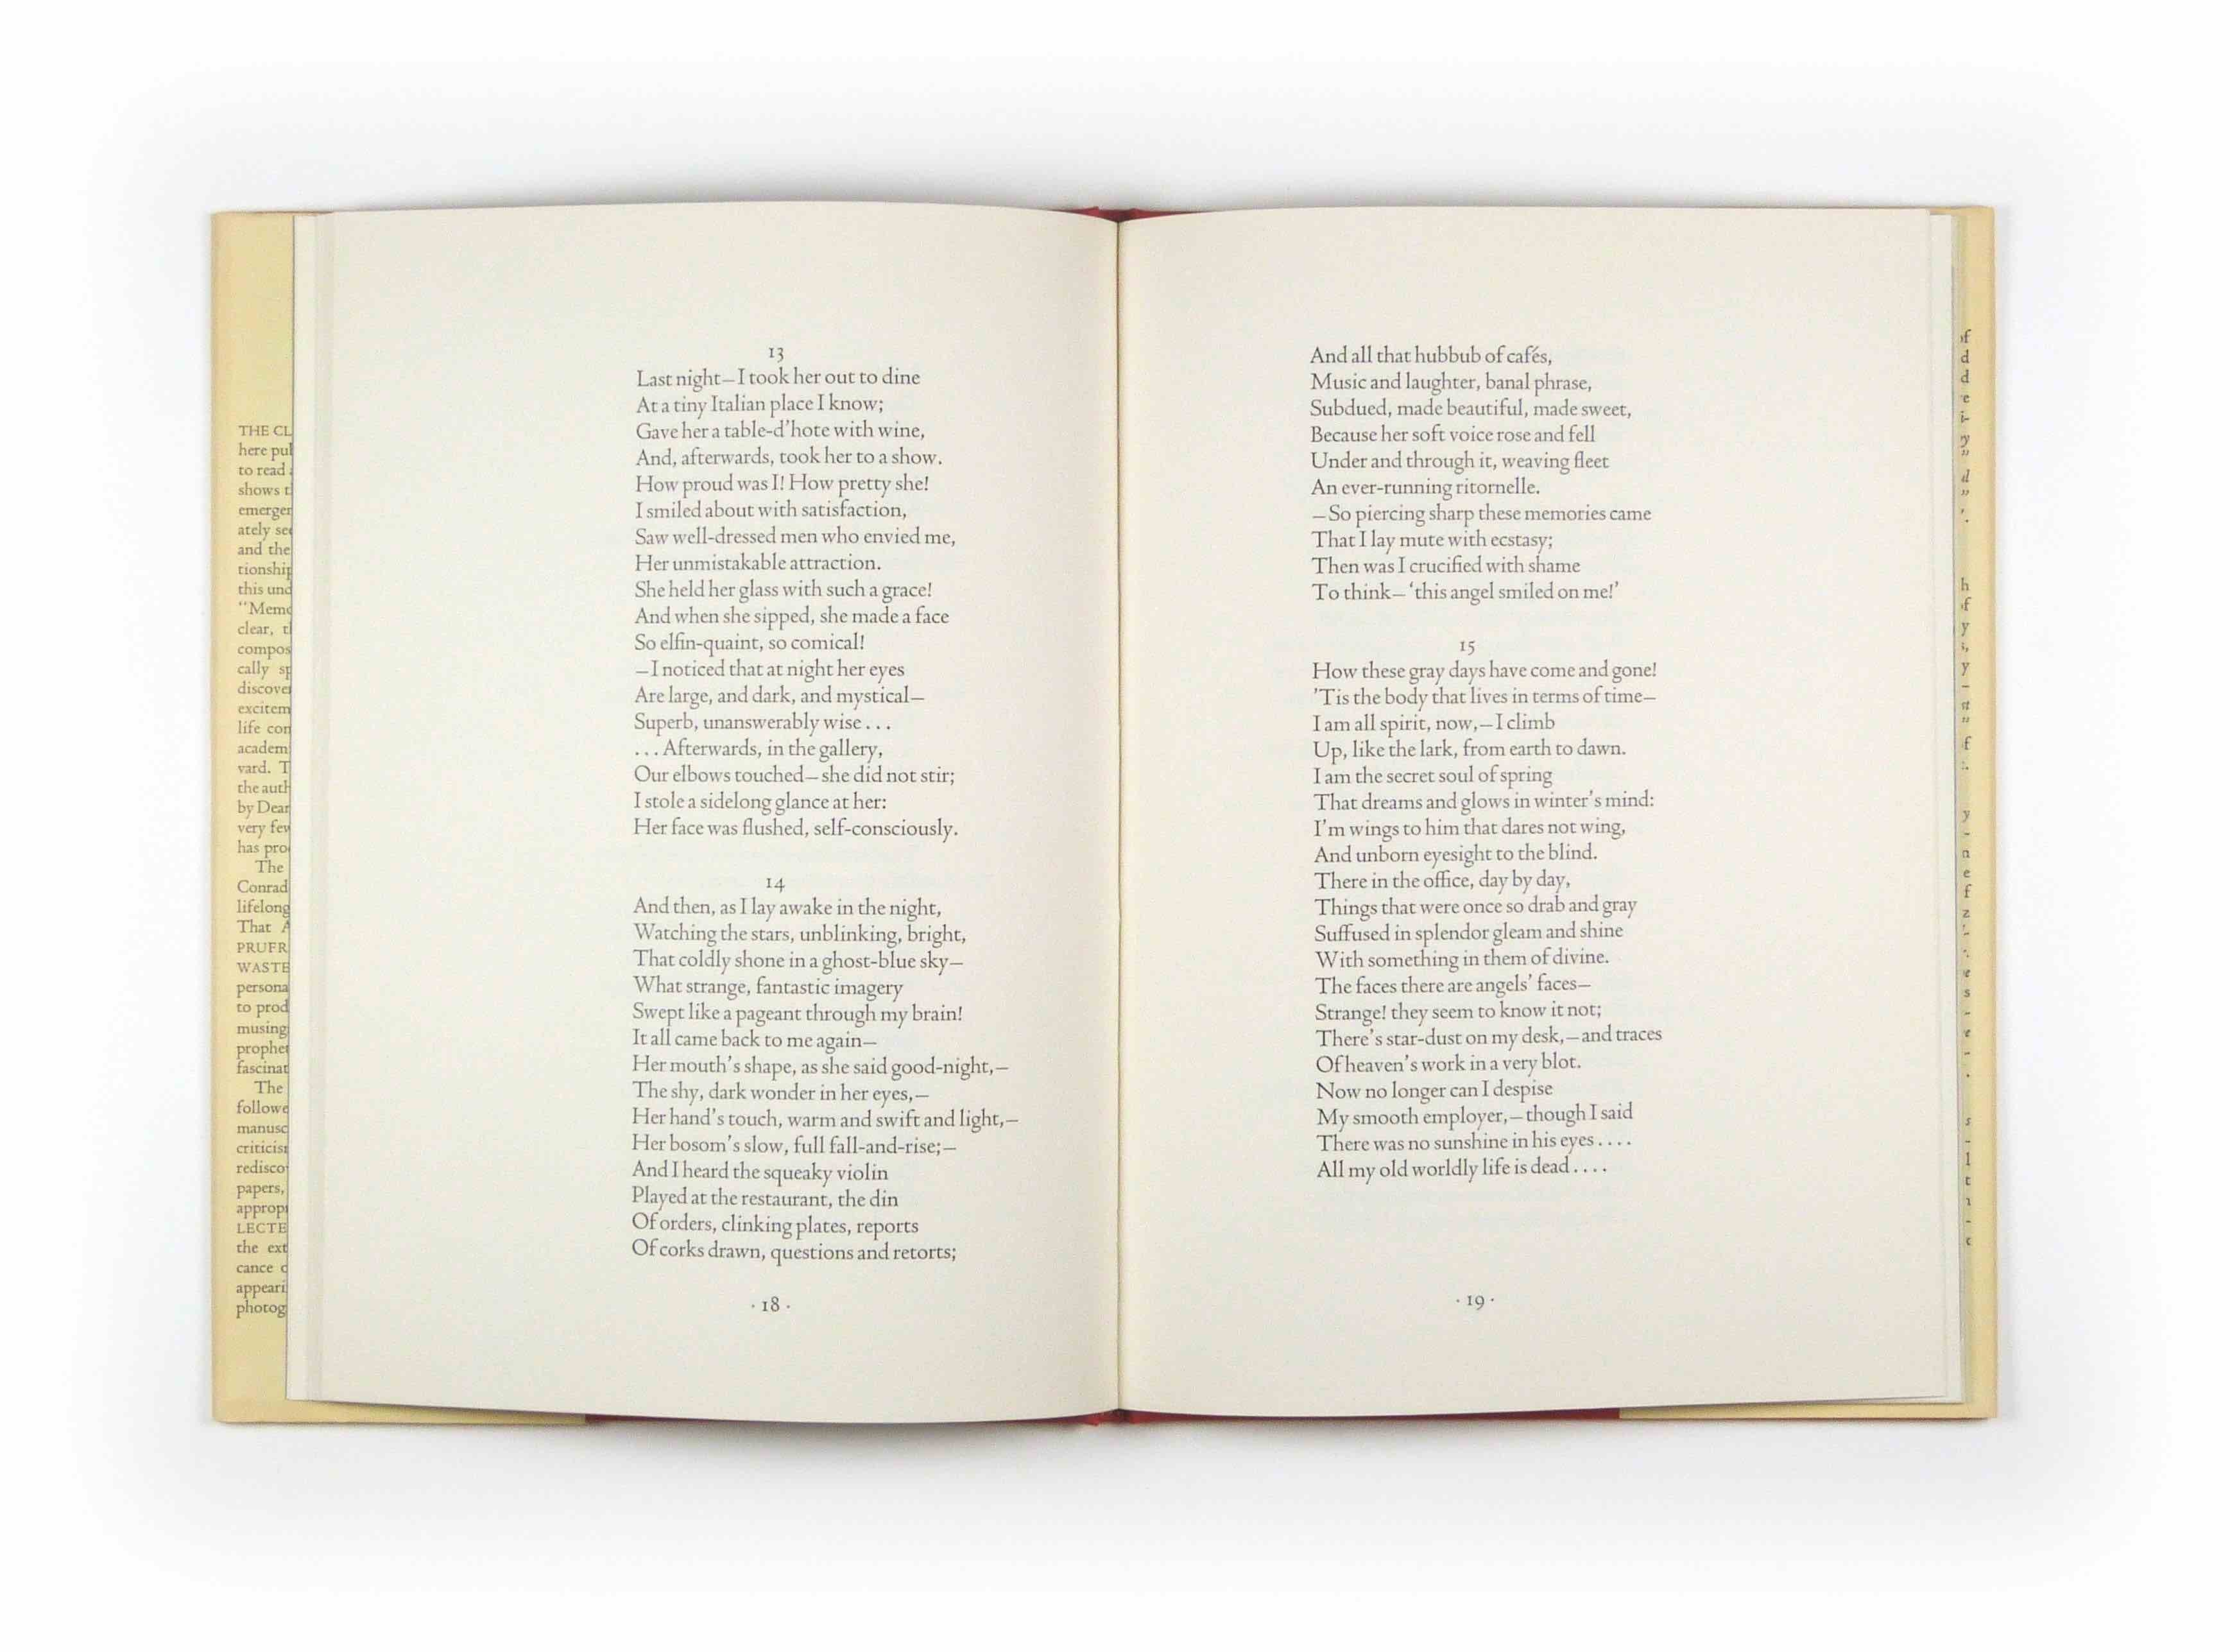 THE CL
here pul
to read
shows t
emerger
ately see
and the
tionship
this und
"Memo
clear, t
compos
cally sp
discove
excitem
life con
academ
vard. T
the auth
by Dear
very few
has pro
The
Conrad
lifelong
That A
PRUFR
WASTE
persona
to prod
musing
prophet
fascinat
The
followe
manusc
criticis
redisco
papers,
approp
LECTE
the ext
cance o
appeari
photog
13
Last night—I took her out to dine
At a tiny Italian place I know;
Gave her a table-d'hote with wine,
And, afterwards, took her to a show.
How proud was I! How pretty she!
I smiled about with satisfaction,
Saw well-dressed men who envied me,
Her unmistakable attraction.
She held her glass with such a grace!
And when she sipped, she made a face
So elfin-quaint, so comical!
—I noticed that at night her eyes
Are large, and dark, and mystical—
Superb, unanswerably wise . . .
. . . Afterwards, in the gallery,
Our elbows touched—she did not stir;
I stole a sidelong glance at her:
Her face was flushed, self-consciously.
14
And then, as I lay awake in the night,
Watching the stars, unblinking, bright,
That coldly shone in a ghost-blue sky—
What strange, fantastic imagery
Swept like a pageant through my brain!
It all came back to me again—
Her mouth's shape, as she said good-night,—
The shy, dark wonder in her eyes,—
Her hand's touch, warm and swift and light,—
Her bosom's slow, full fall-and-rise;—
And I heard the squeaky violin
Played at the restaurant, the din
Of orders, clinking plates, reports
Of corks drawn, questions and retorts;
· 18 ·
And all that hubbub of cafés,
Music and laughter, banal phrase,
Subdued, made beautiful, made sweet,
Because her soft voice rose and fell
Under and through it, weaving fleet
An ever-running ritornelle.
—So piercing sharp these memories came
That I lay mute with ecstasy;
Then was I crucified with shame
To think—'this angel smiled on me!'
15
How these gray days have come and gone!
'Tis the body that lives in terms of time—
I am all spirit, now,—I climb
Up, like the lark, from earth to dawn.
I am the secret soul of spring
That dreams and glows in winter's mind:
I'm wings to him that dares not wing,
And unborn eyesight to the blind.
There in the office, day by day,
Things that were once so drab and gray
Suffused in splendor gleam and shine
With something in them of divine.
The faces there are angels' faces—
Strange! they seem to know it not;
There's star-dust on my desk,—and traces
Of heaven's work in a very blot.
Now no longer can I despise
My smooth employer,—though I said
There was no sunshine in his eyes . . . .
All my old worldly life is dead . . . .
· 19 ·